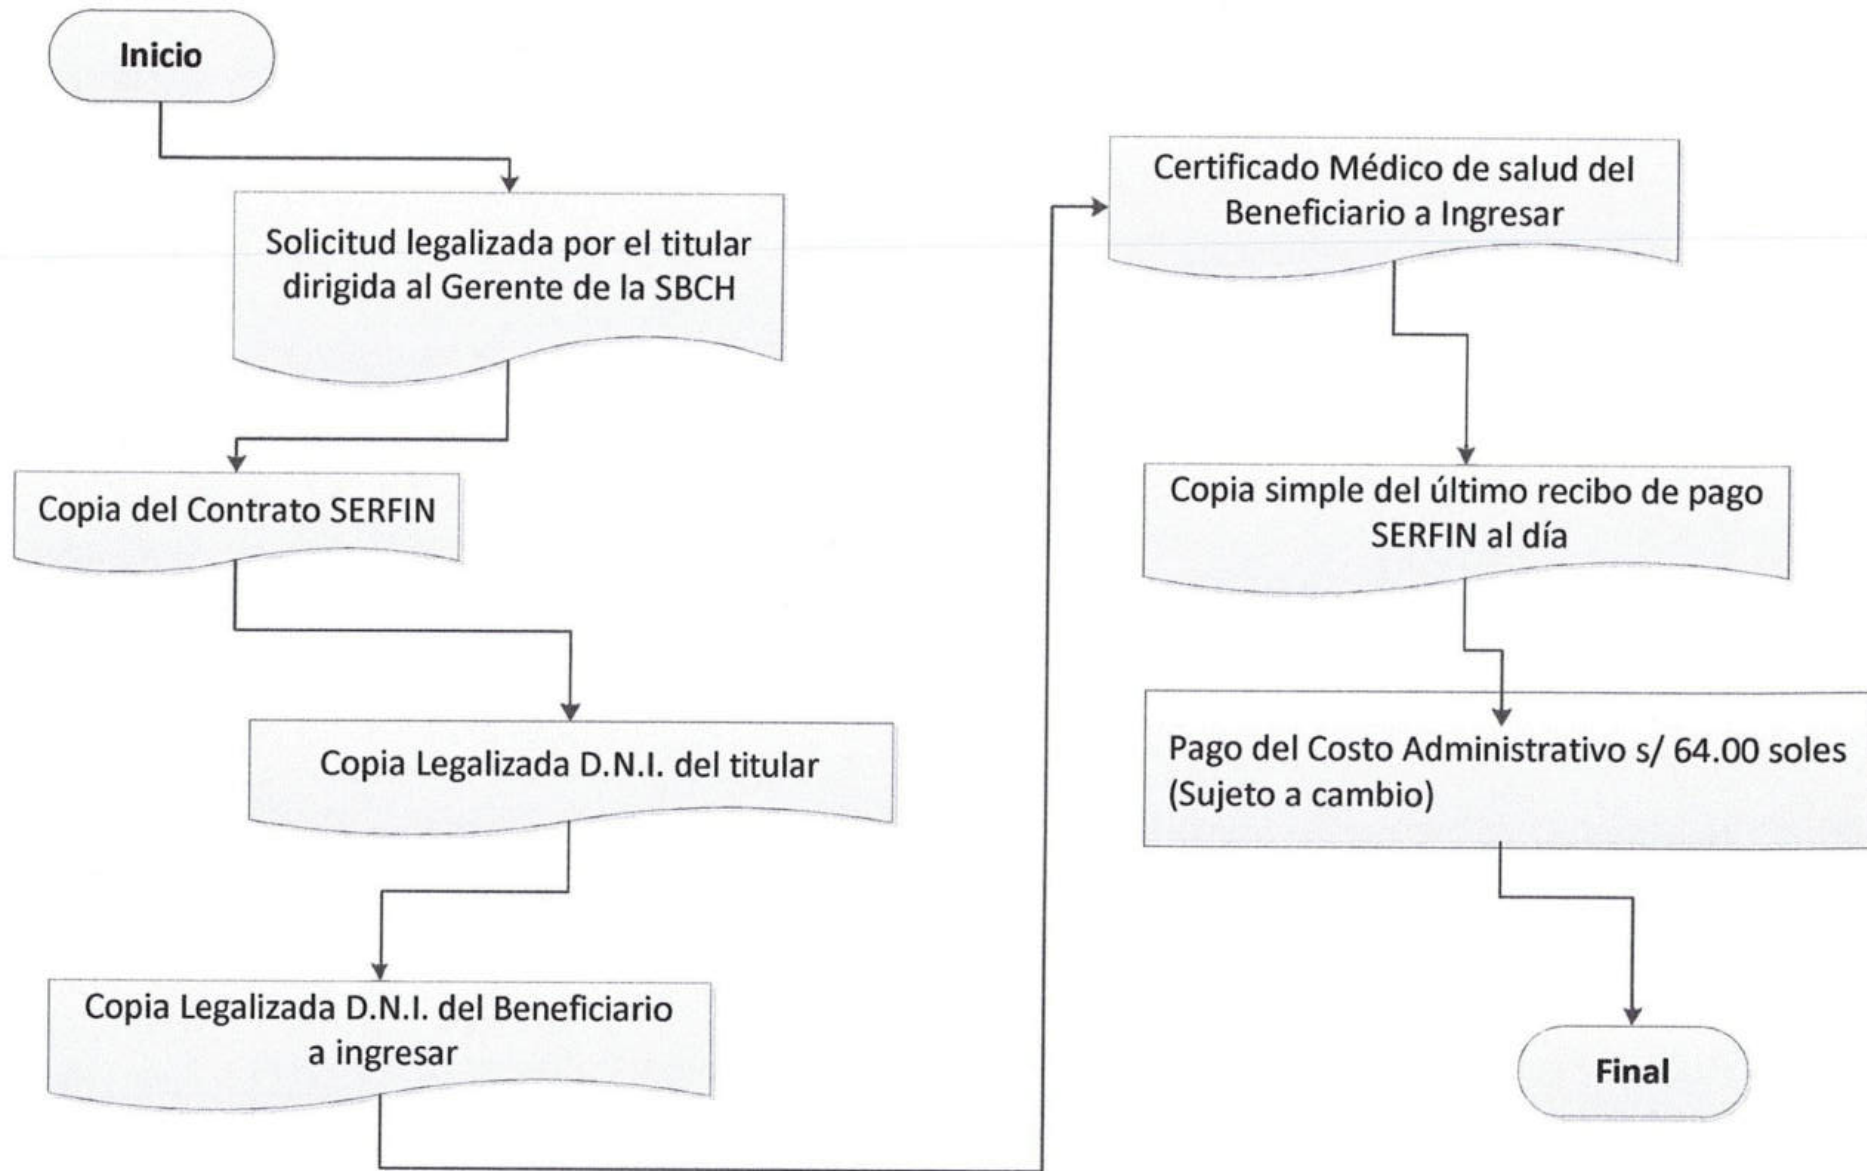 Inicio
Solicitud legalizada por el titular
dirigida al Gerente de la SBCH
Copia del Contrato SERFIN
Copia Legalizada D.N.I. del titular
Copia Legalizada D.N.I. del Beneficiario
a ingresar
Certificado Médico de salud del
Beneficiario a Ingresar
Copia simple del último recibo de pago
SERFIN al día
Pago del Costo Administrativo s/ 64.00 soles
(Sujeto a cambio)
Final